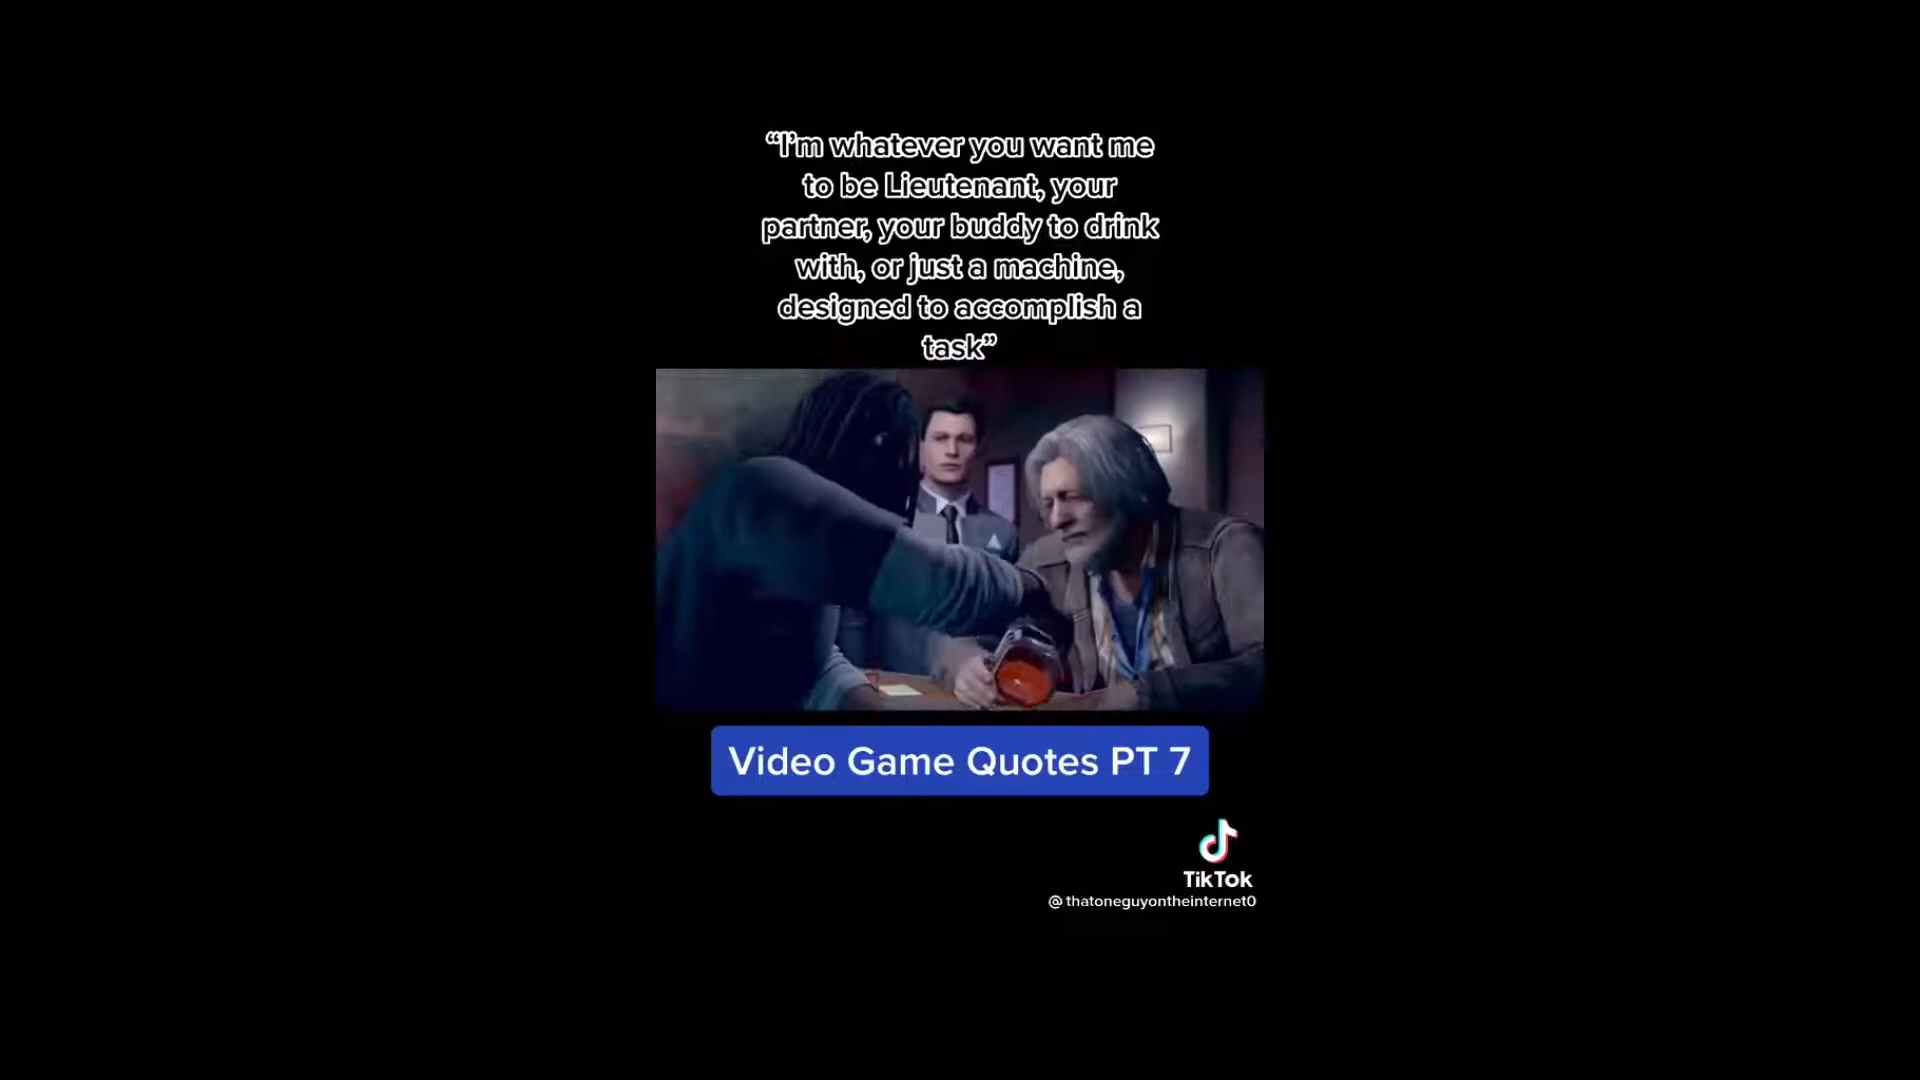 “I’m whatever you want me
to be Lieutenant, your
partner, your buddy to drink
with, or just a machine,
designed to accomplish a
task”
Video Game Quotes PT 7
TikTok
@ thatoneguyontheinternet0